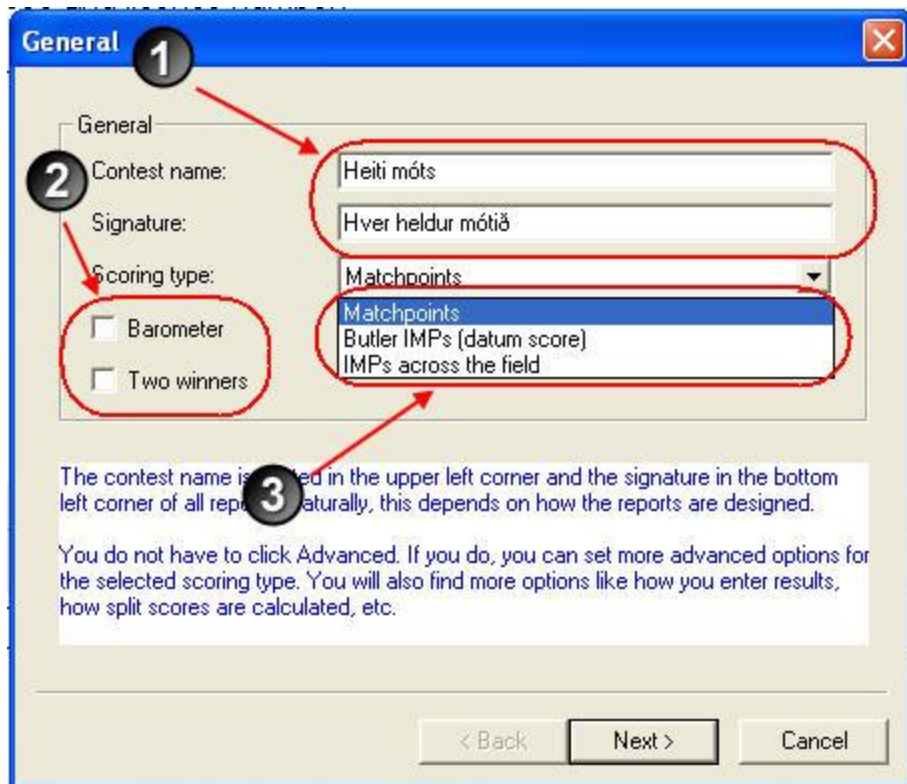 General
1
General
2
Contest name:
Heiti móts
Signature:
Hver heldur mótið
Scoring type:
Matchpoints
Barometer
Two winners
Matchpoints
Butler IMPs (datum score)
IMPs across the field
3
The contest name is in the upper left corner and the signature in the bottom
left corner of all this depends on how the reports are designed.
You do not have to click Advanced. If you do, you can set more advanced options for
the selected scoring type. You will also find more options like how you enter results,
how split scores are calculated, etc.
< Back
Next >
Cancel